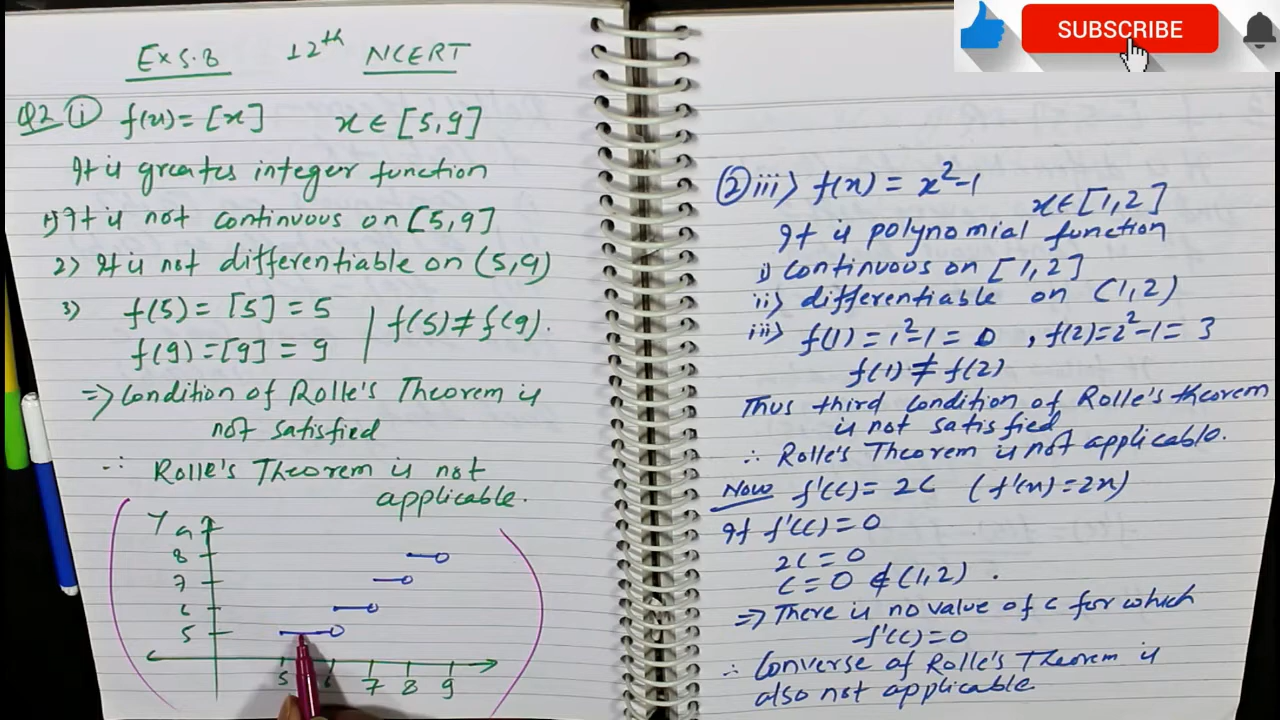 Ex 5.8 12th NCERT
Q2 (i) f(x) = [x] x ∈ [5,9]
It is greates integer function
1) It is not continuous on [5,9]
2) It is not differentiable on (5,9)
3) f(5) = [5] = 5
f(9) = [9] = 9
f(5) ≠ f(9).
=> Condition of Rolle's Theorem is
not satisfied
∴ Rolle's Theorem is not
applicable.
Y
9
8
7
6
5
5 6 7 8 9
SUBSCRIBE
(2) iii> f(x) = x²-1
x ∈ [1,2]
It is polynomial function
i) continuous on [1,2]
ii) differentiable on (1,2)
iii> f(1) = 1²-1 = 0 , f(2) = 2²-1 = 3
f(1) ≠ f(2)
Thus third condition of Rolle's theorem
is not satisfied
∴ Rolle's Theorem is not applicable.
Now f'(c) = 2c (f'(x) = 2x)
If f'(c) = 0
2c = 0
c = 0 ∉ (1,2) .
=> There is no value of c for which
f'(c) = 0
∴ Converse of Rolle's Theorem is
also not applicable